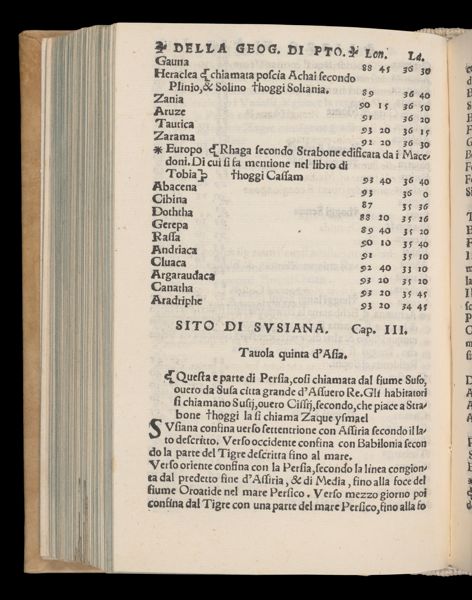 DELLA GEOG. DI PTO. Lon. La.
Gauna 88 45 36 30
Heraclea chiamata poscia Achai secondo
Plinio, & Solino †hoggi Soltania. 89 36 40
Zania 90 15 36 50
Aruze 91 36 20
Tautica 93 20 36 15
Zarama 92 20 36 30
* Europo Rhaga secondo Strabone edificata da i Mace-
doni. Di cui si fa mentione nel libro di
Tobia †hoggi Cassam 93 40 36 40
Abacena 93 36 0
Cibina 87 35 36
Doththa 88 20 35 16
Gerepa 89 40 35 20
Rassa 90 10 35 40
Andriaca 91 35 10
Cluaca 92 40 33 10
Argaraudaca 93 20 35 20
Canatha 93 20 35 45
Aradriphe 93 20 34 45
SITO DI SVSIANA. Cap. III.
Tauola quinta d'Asia.
Questa e parte di Persia, cosi chiamata dal fiume Suso,
ouero da Susa citta grande d'Assuero Re. Gli habitatori
si chiamano Susij, ouero Cissij, secondo, che piace a Stra-
bone †hoggi la si chiama Zaque ysmael
SVsiana confina uerso settentrione con Assiria secondo il la-
to descritto. Verso occidente confina con Babilonia secon
do la parte del Tigre descritta fino al mare.
Verso oriente confina con la Persia, secondo la linea congion-
ta dal predetto fine d'Assiria, & di Media, fino alla foce del
fiume Oroatide nel mare Persico. Verso mezzo giorno poi
confina dal Tigre con una parte del mare Persico, fino alla fo